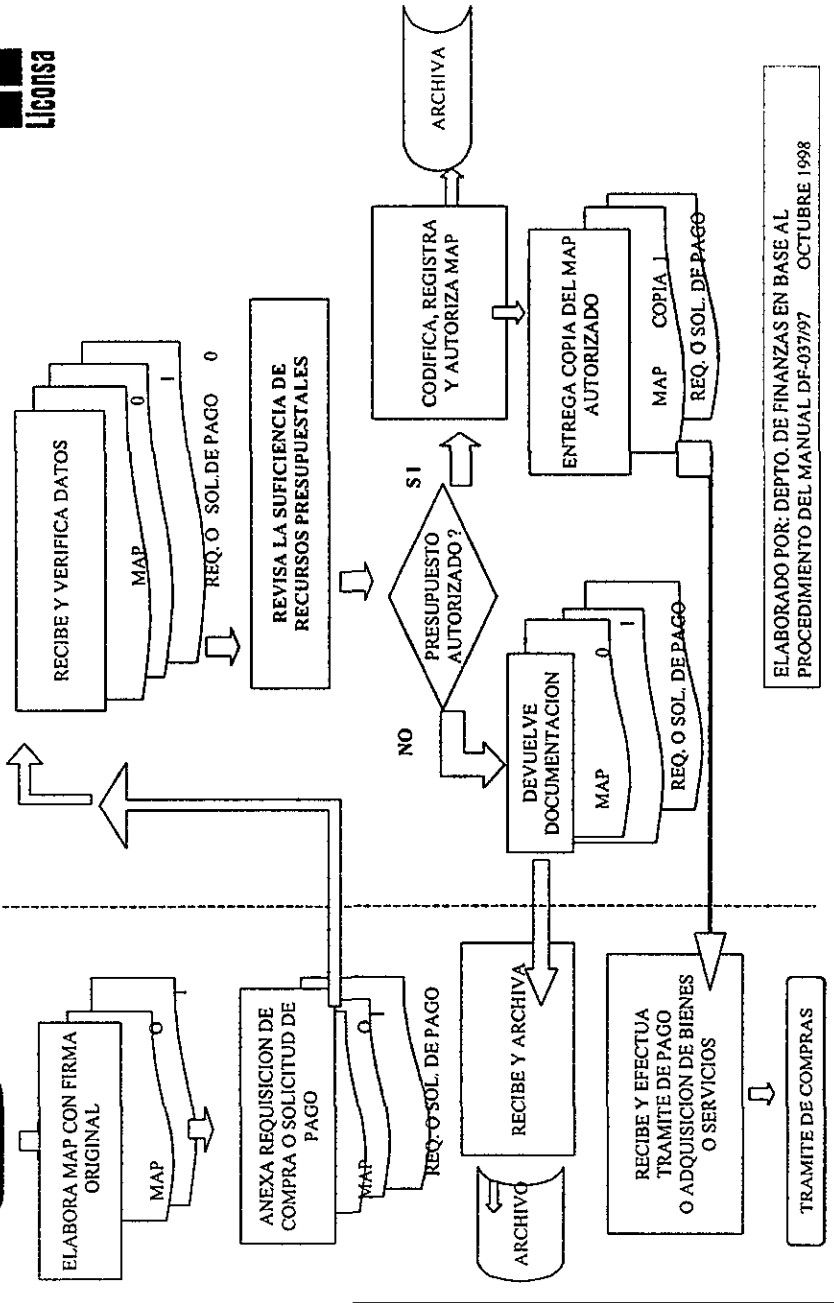 Liconsa
ELABORA MAP CON FIRMA
ORIGINAL
MAP
O
1
ANEXA REQUISICION DE
COMPRA O SOLICITUD DE
PAGO
MAP
O
1
REQ. O SOL. DE PAGO
RECIBE Y VERIFICA DATOS
MAP
0
1
REQ. O SOL.DE PAGO 0
REVISA LA SUFICIENCIA DE
RECURSOS PRESUPUESTALES
PRESUPUESTO
AUTORIZADO ?
S I
NO
CODIFICA, REGISTRA
Y AUTORIZA MAP
ARCHIVA
ENTREGA COPIA DEL MAP
AUTORIZADO
MAP COPIA 1
REQ. O SOL. DE PAGO
DEVUELVE
DOCUMENTACION
MAP
0
1
REQ. O SOL. DE PAGO
RECIBE Y ARCHIVA
ARCHIVO
RECIBE Y EFECTUA
TRAMITE DE PAGO
O ADQUISICION DE BIENES
O SERVICIOS
TRAMITE DE COMPRAS
ELABORADO POR: DEPTO. DE FINANZAS EN BASE AL
PROCEDIMIENTO DEL MANUAL DF-037/97 OCTUBRE 1998